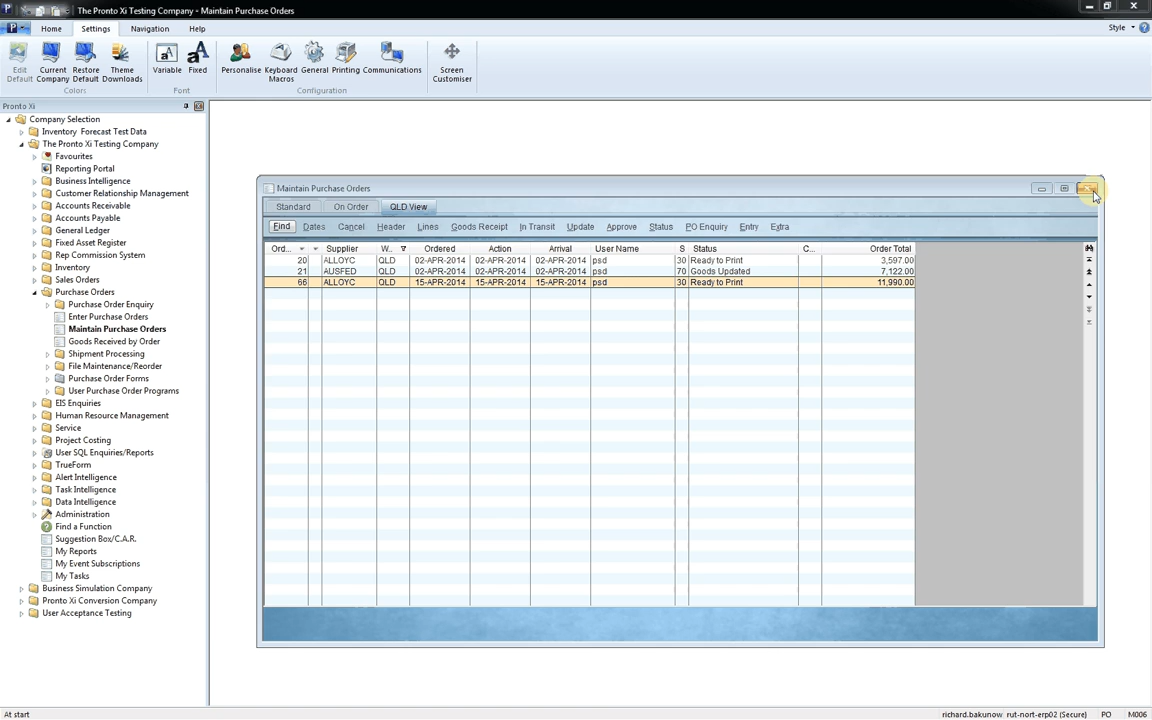 The Pronto Xi Testing Company - Maintain Purchase Orders
Home Settings Navigation Help
Style
Edit Default
Current Company
Restore Default
Theme Downloads
Variable
Fixed
Personalise
Keyboard Macros
General
Printing
Communications
Screen Customiser
Colors
Font
Configuration
Pronto Xi
Company Selection
Inventory Forecast Test Data
The Pronto Xi Testing Company
Favourites
Reporting Portal
Business Intelligence
Customer Relationship Management
Accounts Receivable
Accounts Payable
General Ledger
Fixed Asset Register
Rep Commission System
Inventory
Sales Orders
Purchase Orders
Purchase Order Enquiry
Enter Purchase Orders
Maintain Purchase Orders
Goods Received by Order
Shipment Processing
File Maintenance/Reorder
Purchase Order Forms
User Purchase Order Programs
EIS Enquiries
Human Resource Management
Service
Project Costing
User SQL Enquiries/Reports
TrueForm
Alert Intelligence
Task Intelligence
Data Intelligence
Administration
Find a Function
Suggestion Box/C.A.R.
My Reports
My Event Subscriptions
My Tasks
Business Simulation Company
Pronto Xi Conversion Company
User Acceptance Testing
Maintain Purchase Orders
Standard On Order QLD View
Find Dates Cancel Header Lines Goods Receipt In Transit Update Approve Status PO Enquiry Entry Extra
Ord... Supplier W.. Ordered Action Arrival User Name S Status C... Order Total
20 ALLOYC QLD 02-APR-2014 02-APR-2014 02-APR-2014 psd 30 Ready to Print 3,597.00
21 AUSFED QLD 02-APR-2014 02-APR-2014 02-APR-2014 psd 70 Goods Updated 7,122.00
66 ALLOYC QLD 15-APR-2014 15-APR-2014 15-APR-2014 psd 30 Ready to Print 11,990.00
At start
richard.bakunow rut-nort-erp02 (Secure) PO M006